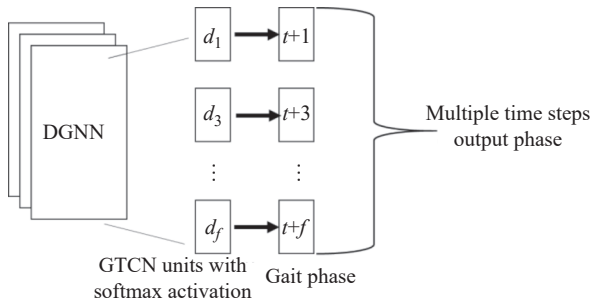 d1
t+1
DGNN
d3
t+3
Multiple time steps
output phase
⋮
⋮
df
t+f
GTCN units with
softmax activation
Gait phase